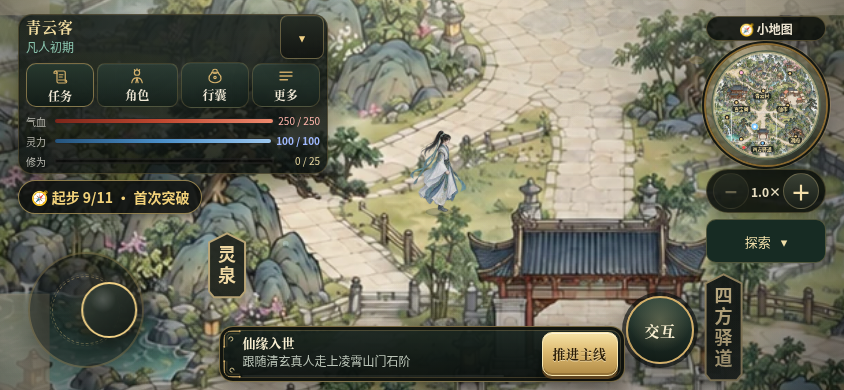 青云客
凡人初期
▼
任务
角色
行囊
更多
气血 250 / 250
灵力 100 / 100
修为 0 / 25
起步 9/11 · 首次突破
小地图
− 1.0× +
探索 ▼
灵泉
四方驿道
交互
仙缘入世
跟随清玄真人走上凌霄山门石阶
推进主线